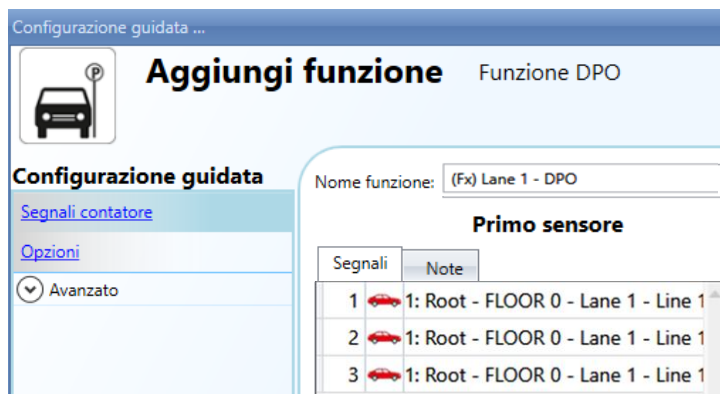 Configurazione guidata ...
P
Aggiungi funzione Funzione DPO
Configurazione guidata
Segnali contatore
Opzioni
Avanzato
Nome funzione: (Fx) Lane 1 - DPO
Primo sensore
Segnali Note
1 1: Root - FLOOR 0 - Lane 1 - Line 1
2 1: Root - FLOOR 0 - Lane 1 - Line 1
3 1: Root - FLOOR 0 - Lane 1 - Line 1